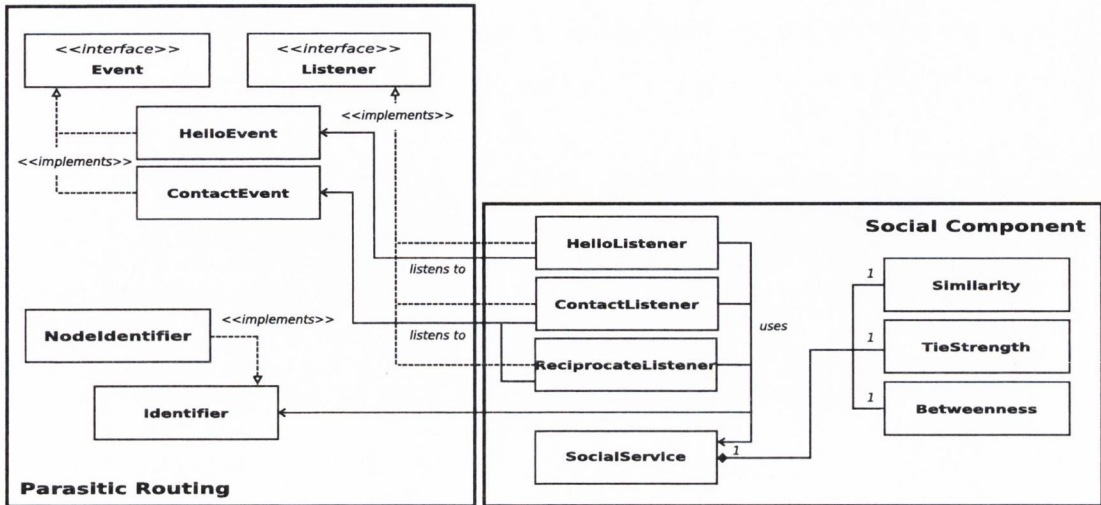 <<interface>>
Event
<<interface>>
Listener
<<implements>>
HelloEvent
<<implements>>
ContactEvent
Social Component
HelloListener
listens to
Similarity
1
ContactListener
uses
<<implements>>
listens to
NodeIdentifier
TieStrength
1
ReciprocateListener
Identifier
Betweenness
1
SocialService
1
Parasitic Routing